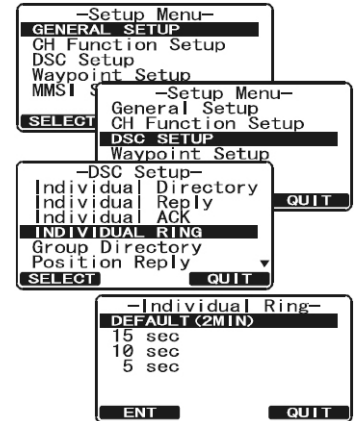 –Setup Menu–
GENERAL SETUP
CH Function Setup
DSC Setup
Waypoint Setup
MMSI S
SELECT
–Setup Menu–
General Setup
CH Function Setup
DSC SETUP
Waypoint Setup
QUIT
–DSC Setup–
Individual Directory
Individual Reply
Individual ACK
INDIVIDUAL RING
Group Directory
Position Reply
SELECT QUIT
–Individual Ring–
DEFAULT(2MIN)
15 sec
10 sec
5 sec
ENT QUIT